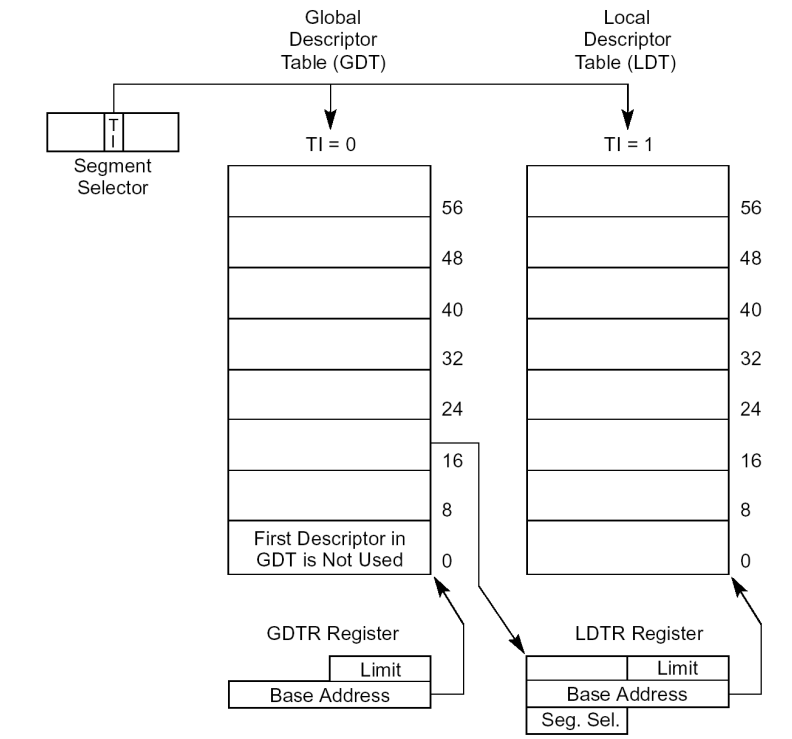 Global
Descriptor
Table (GDT)
Local
Descriptor
Table (LDT)
T
I
Segment
Selector
TI = 0
TI = 1
56
48
40
32
24
16
8
First Descriptor in
GDT is Not Used
0
56
48
40
32
24
16
8
0
GDTR Register
Limit
Base Address
LDTR Register
Limit
Base Address
Seg. Sel.